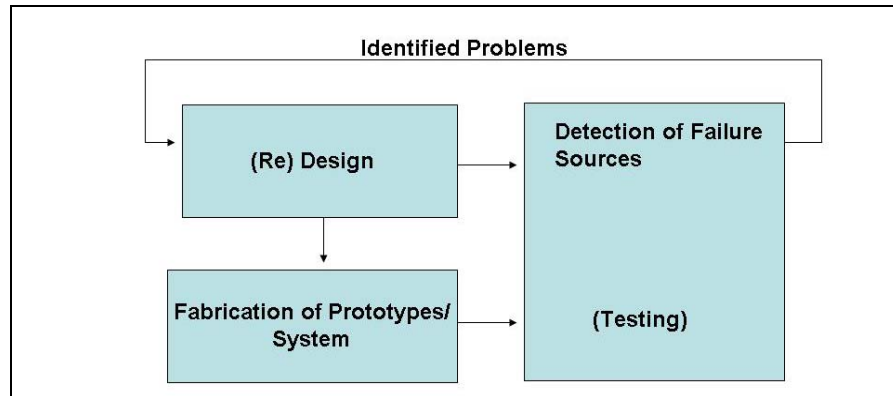 Identified Problems
(Re) Design
Detection of Failure
Sources
Fabrication of Prototypes/
System
(Testing)